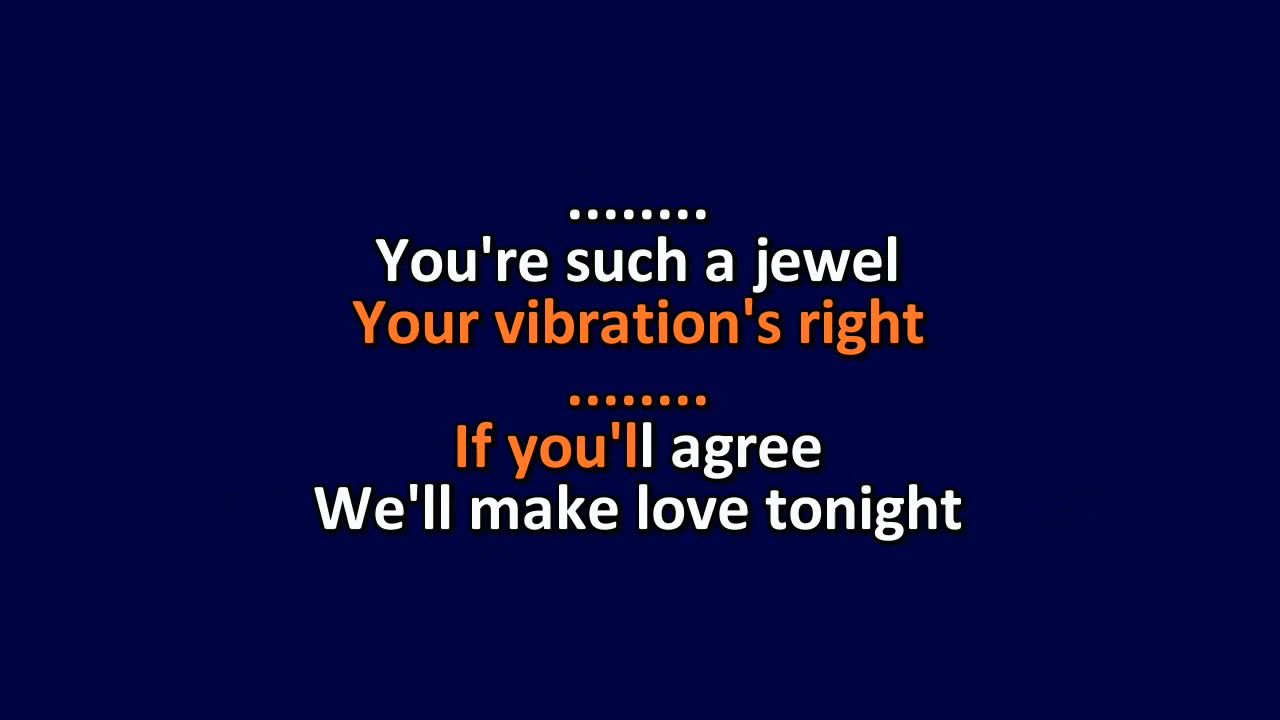 ........
You're such a jewel
Your vibration's right
........
If you'll agree
We'll make love tonight